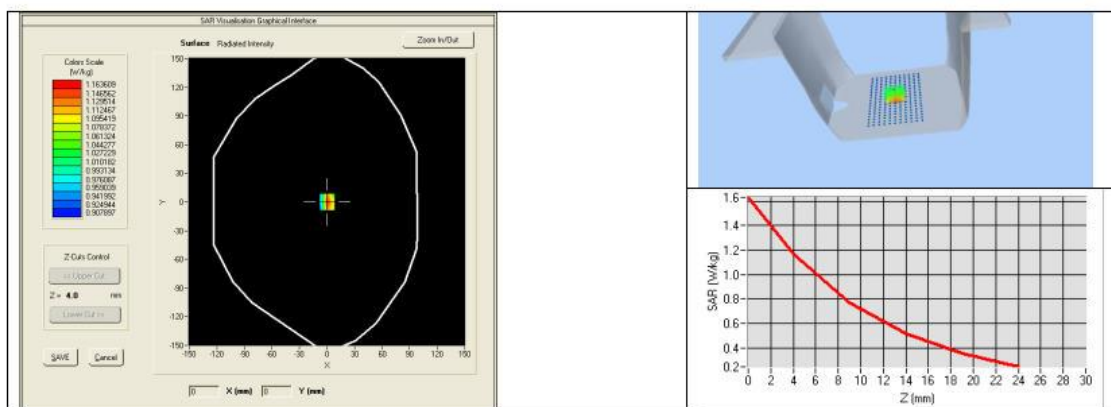 SAR Visualisation Graphical Interface
Surface Radiated Intensity
Zoom In/Out
Colors Scale
(W/kg)
1.163609
1.146562
1.129514
1.112467
1.095419
1.078372
1.061324
1.044277
1.027229
1.010182
0.993134
0.976087
0.959039
0.941992
0.924944
0.907897
150
120
90
60
30
0
-30
-60
-90
-120
-150
Y
-150 -120 -90 -60 -30 0 30 60 90 120 150
X
Z-Cuts Control
<< Upper Cut
Z = 4.0 mm
Lower Cut >>
SAVE Cancel
0 X (mm) 0 Y (mm)
1.6
1.4
1.2
1.0
0.8
0.6
0.4
0.2
SAR (W/kg)
0 2 4 6 8 10 12 14 16 18 20 22 24 26 28 30
Z (mm)